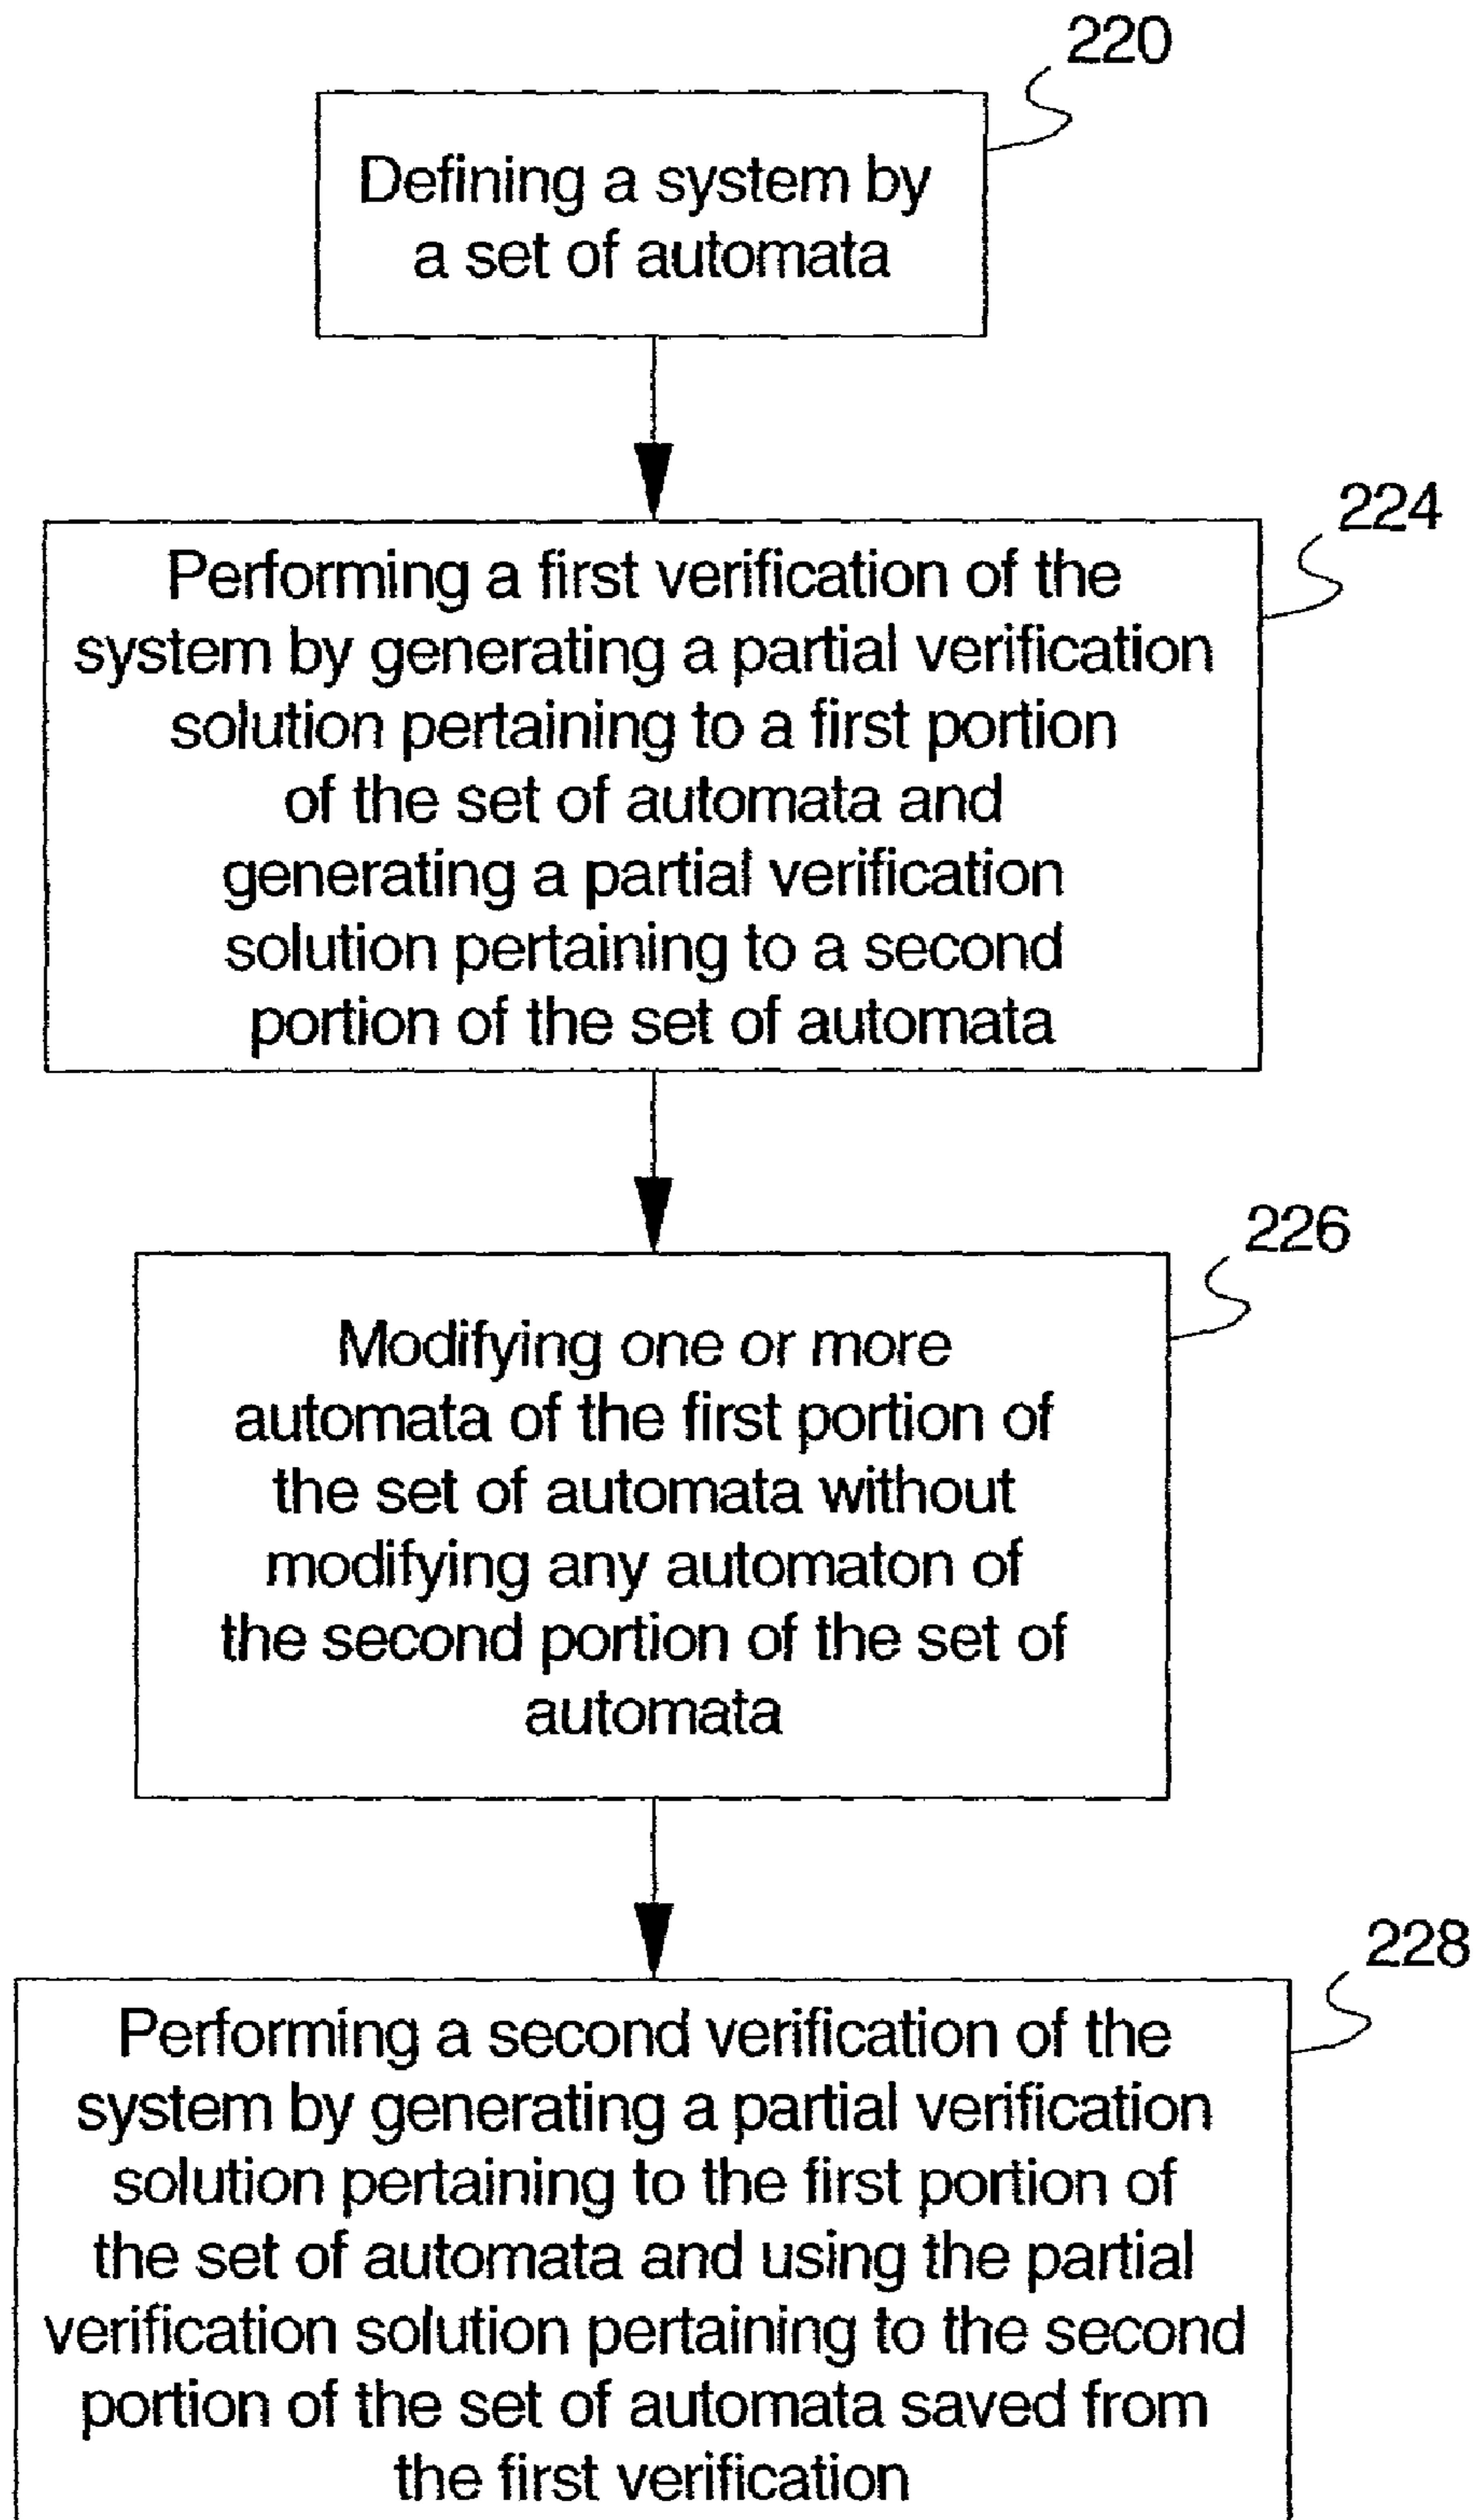 220
Defining a system by
a set of automata
224
Performing a first verification of the
system by generating a partial verification
solution pertaining to a first portion
of the set of automata and
generating a partial verification
solution pertaining to a second
portion of the set of automata
226
Modifying one or more
automata of the first portion of
the set of automata without
modifying any automaton of
the second portion of the set of
automata
228
Performing a second verification of the
system by generating a partial verification
solution pertaining to the first portion of
the set of automata and using the partial
verification solution pertaining to the second
portion of the set of automata saved from
the first verification